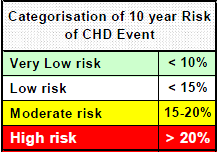 Categorisation of 10 year Risk
of CHD Event
Very Low risk < 10%
Low risk < 15%
Moderate risk 15-20%
High risk > 20%